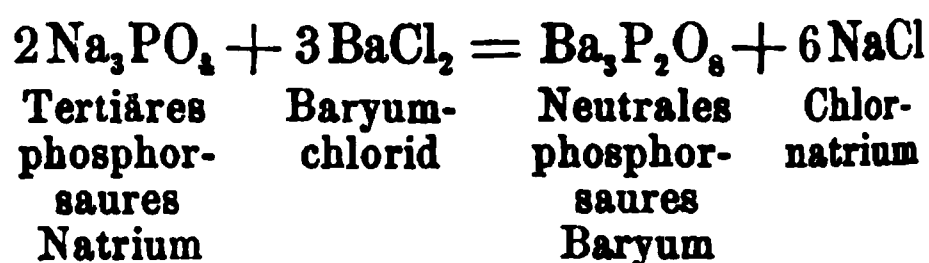 2Na₃PO₄ + 3BaCl₂ = Ba₃P₂O₈ + 6NaCl
Tertiäres Baryum- Neutrales Chlor-
phosphor- chlorid phosphor- natrium
saures saures
Natrium Baryum